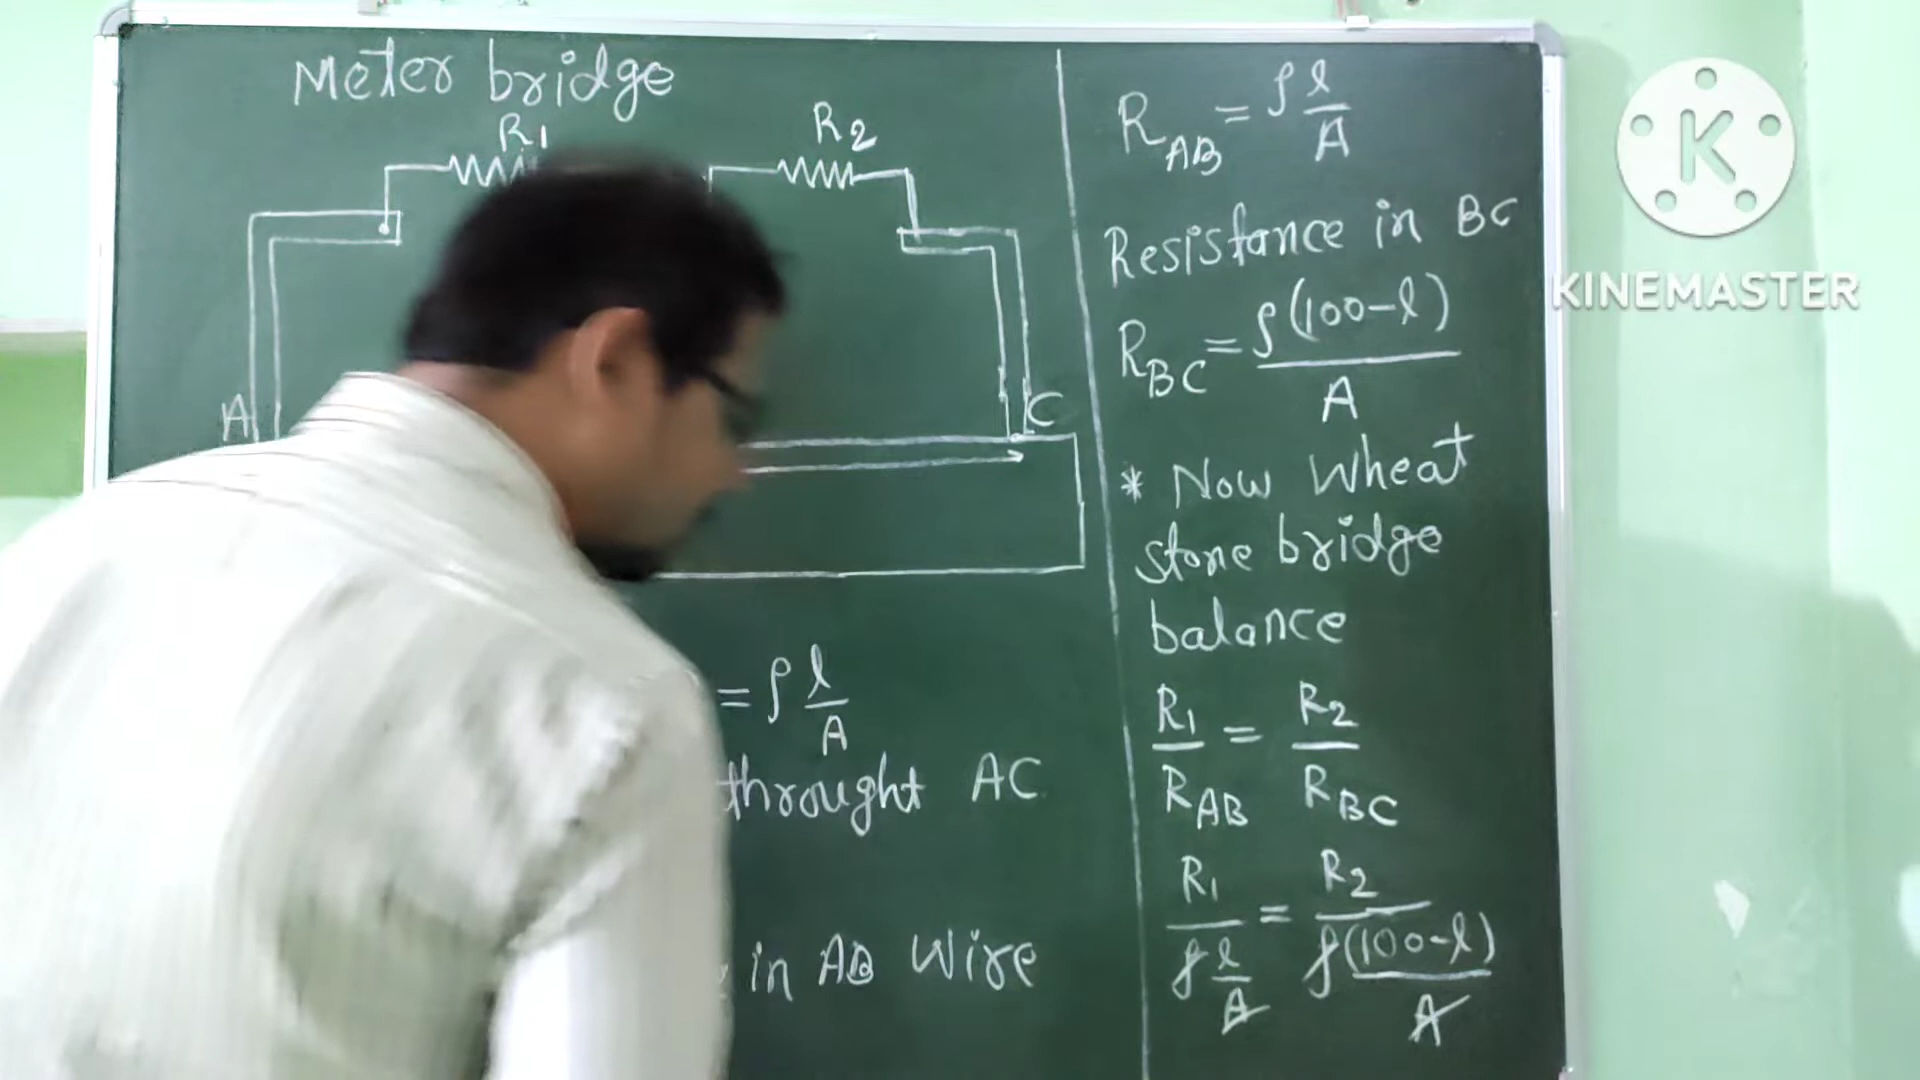 Meter bridge
R1
R2
A
C
= ρ l/A
throught AC
in AB Wire
R_AB = ρ l/A
Resistance in BC
R_BC = ρ(100-l)/A
* Now Wheat
stone bridge
balance
R1/R_AB = R2/R_BC
R1/(ρ l/A) = R2/(ρ(100-l)/A)
K
KINEMASTER